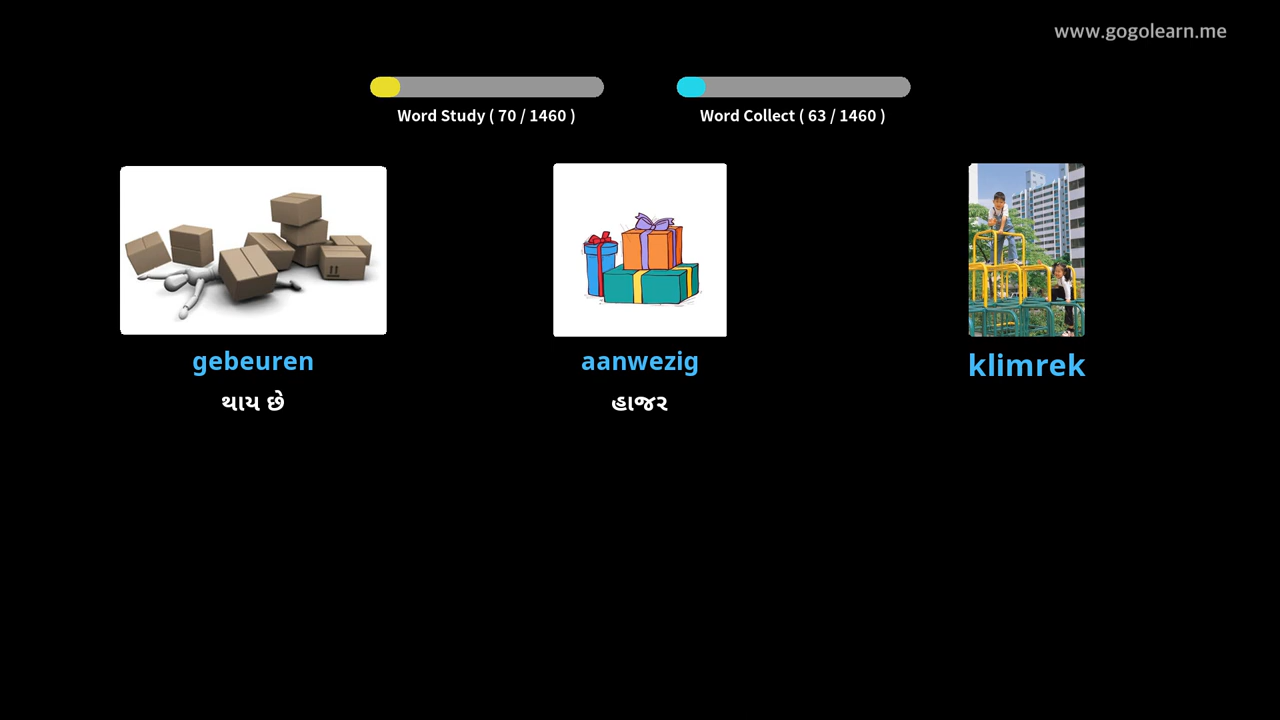 www.gogolearn.me
Word Study ( 70 / 1460 )
Word Collect ( 63 / 1460 )
gebeuren
થાય છે
aanwezig
હાજર
klimrek